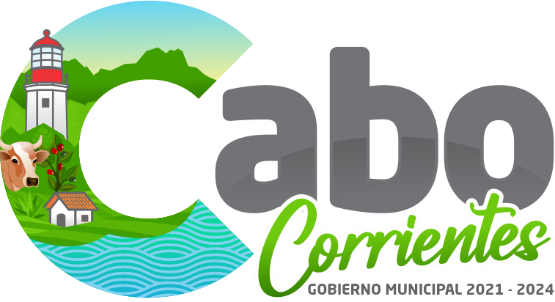 Cabo
Corrientes
GOBIERNO MUNICIPAL 2021 - 2024